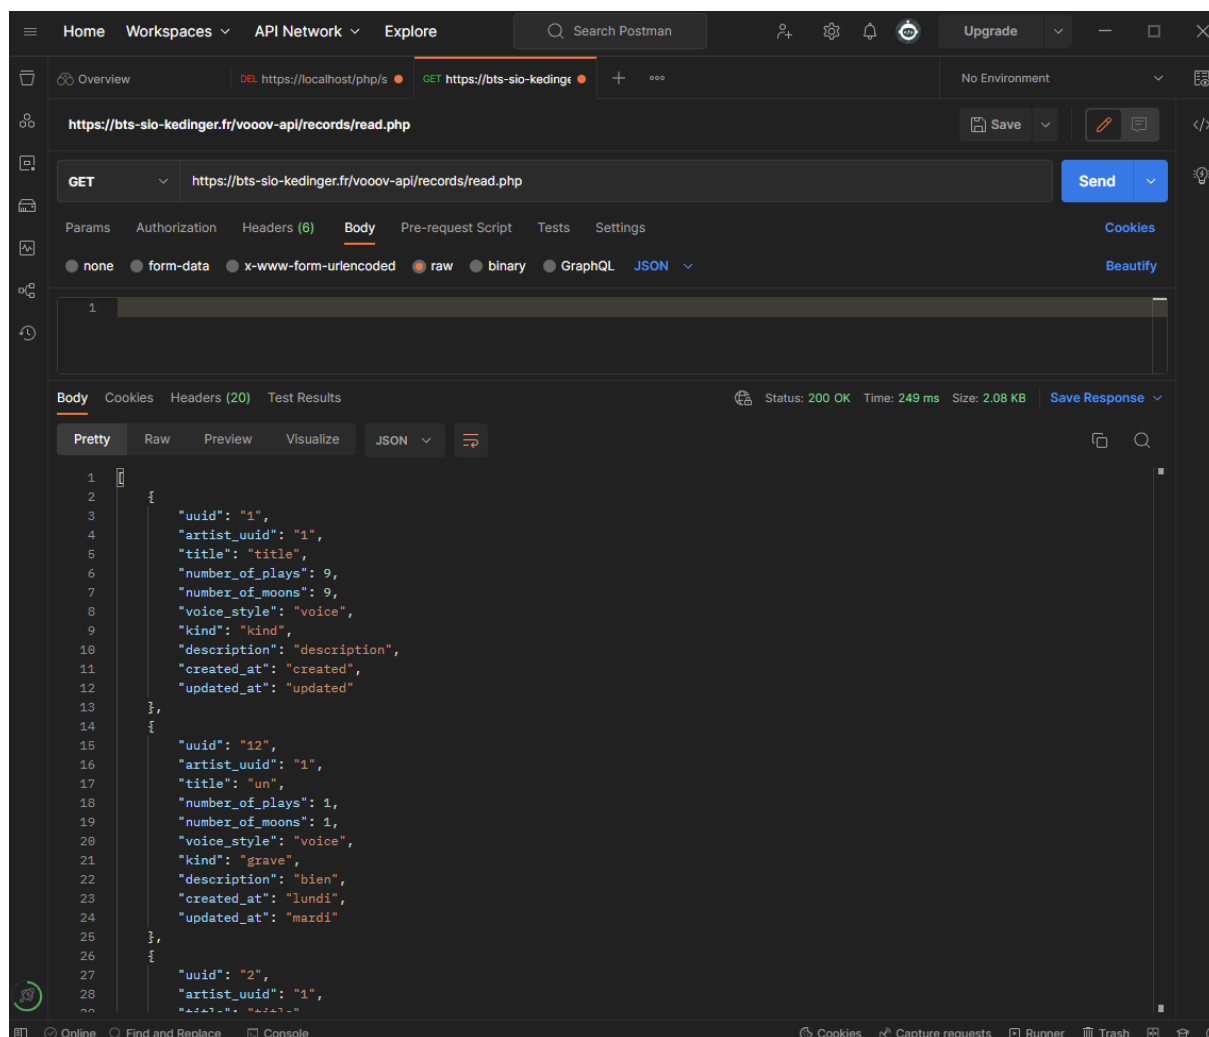 Home Workspaces API Network Explore Search Postman Upgrade
Overview DEL https://localhost/php/s GET https://bts-sio-kedinge No Environment
https://bts-sio-kedinger.fr/vooov-api/records/read.php Save
GET https://bts-sio-kedinger.fr/vooov-api/records/read.php Send
Params Authorization Headers (6) Body Pre-request Script Tests Settings Cookies
none form-data x-www-form-urlencoded raw binary GraphQL JSON Beautify
1
Body Cookies Headers (20) Test Results Status: 200 OK Time: 249 ms Size: 2.08 KB Save Response
Pretty Raw Preview Visualize JSON
1 [
2 {
3 "uuid": "1",
4 "artist_uuid": "1",
5 "title": "title",
6 "number_of_plays": 9,
7 "number_of_moons": 9,
8 "voice_style": "voice",
9 "kind": "kind",
10 "description": "description",
11 "created_at": "created",
12 "updated_at": "updated"
13 },
14 {
15 "uuid": "12",
16 "artist_uuid": "1",
17 "title": "un",
18 "number_of_plays": 1,
19 "number_of_moons": 1,
20 "voice_style": "voice",
21 "kind": "grave",
22 "description": "bien",
23 "created_at": "lundi",
24 "updated_at": "mardi"
25 },
26 {
27 "uuid": "2",
28 "artist_uuid": "1",
Online Find and Replace Console Cookies Capture requests Runner Trash